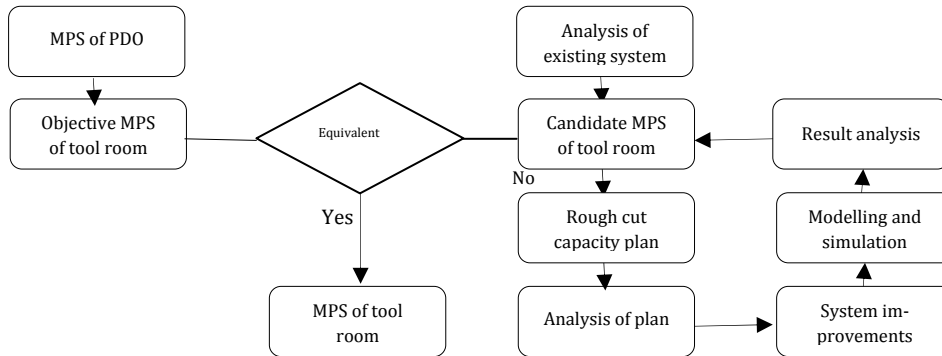 MPS of PDO
Analysis of
existing system
Objective MPS
of tool room
Equivalent
Candidate MPS
of tool room
Result analysis
No
Yes
Rough cut
capacity plan
Modelling and
simulation
MPS of tool
room
Analysis of plan
System im-
provements